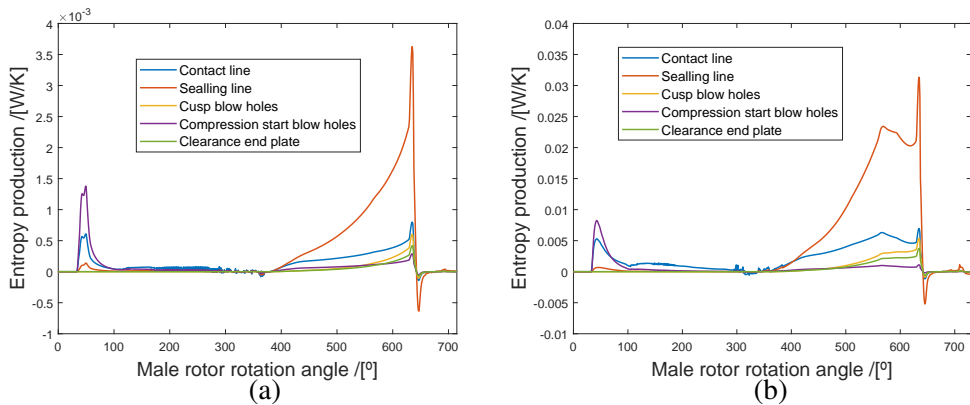 ×10⁻³
4
3.5
3
2.5
2
1.5
1
0.5
0
-0.5
-1
0 100 200 300 400 500 600 700
Entropy production /[W/K]
Male rotor rotation angle /[º]
Contact line
Sealling line
Cusp blow holes
Compression start blow holes
Clearance end plate
(a)
0.04
0.03
0.02
0.01
0.005
0
-0.005
-0.01
0.035
0.025
0.015
0 100 200 300 400 500 600 700
Entropy production /[W/K]
Male rotor rotation angle /[º]
Contact line
Sealling line
Cusp blow holes
Compression start blow holes
Clearance end plate
(b)